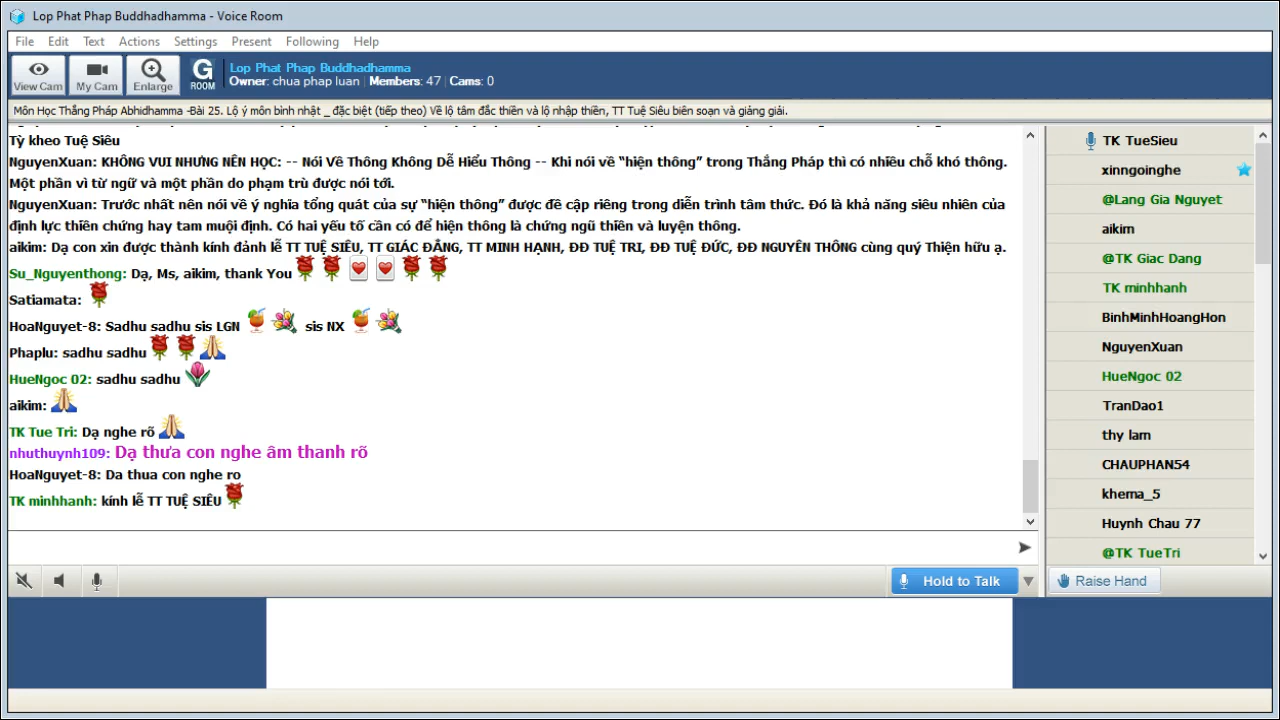 Lop Phat Phap Buddhadhamma - Voice Room
File Edit Text Actions Settings Present Following Help
View Cam My Cam Enlarge G ROOM
Lop Phat Phap Buddhadhamma
Owner: chua phap luan | Members: 47 | Cams: 0
Môn Học Thắng Pháp Abhidhamma -Bài 25. Lộ ý môn bình nhật _ đặc biệt (tiếp theo) Về lộ tâm đắc thiền và lộ nhập thiền, TT Tuệ Siêu biên soạn và giảng giải.
Tỳ kheo Tuệ Siêu
NguyenXuan: KHÔNG VUI NHƯNG NÊN HỌC: -- Nói Về Thông Không Dễ Hiểu Thông -- Khi nói về “hiện thông” trong Thắng Pháp thì có nhiều chỗ khó thông.
Một phần vì từ ngữ và một phần do phạm trù được nói tới.
NguyenXuan: Trước nhất nên nói về ý nghĩa tổng quát của sự “hiện thông” được đề cập riêng trong diễn trình tâm thức. Đó là khả năng siêu nhiên của
định lực thiền chứng hay tam muội định. Có hai yếu tố cần có để hiện thông là chứng ngũ thiền và luyện thông.
aikim: Dạ con xin được thành kính đảnh lễ TT TUỆ SIÊU, TT GIÁC ĐẲNG, TT MINH HẠNH, ĐĐ TUỆ TRI, ĐĐ TUỆ ĐỨC, ĐĐ NGUYÊN THÔNG cùng quý Thiện hữu ạ.
Su_Nguyenthong: Dạ, Ms, aikim, thank You
Satiamata:
HoaNguyet-8: Sadhu sadhu sis LGN sis NX
Phaplu: sadhu sadhu
HueNgoc 02: sadhu sadhu
aikim:
TK Tue Tri: Dạ nghe rõ
nhuthuynh109: Dạ thưa con nghe âm thanh rõ
HoaNguyet-8: Da thua con nghe ro
TK minhhanh: kính lễ TT TUỆ SIÊU
Hold to Talk
TK TueSieu
xinngoinghe
@Lang Gia Nguyet
aikim
@TK Giac Dang
TK minhhanh
BinhMinhHoangHon
NguyenXuan
HueNgoc 02
TranDao1
thy lam
CHAUPHAN54
khema_5
Huynh Chau 77
@TK TueTri
Raise Hand